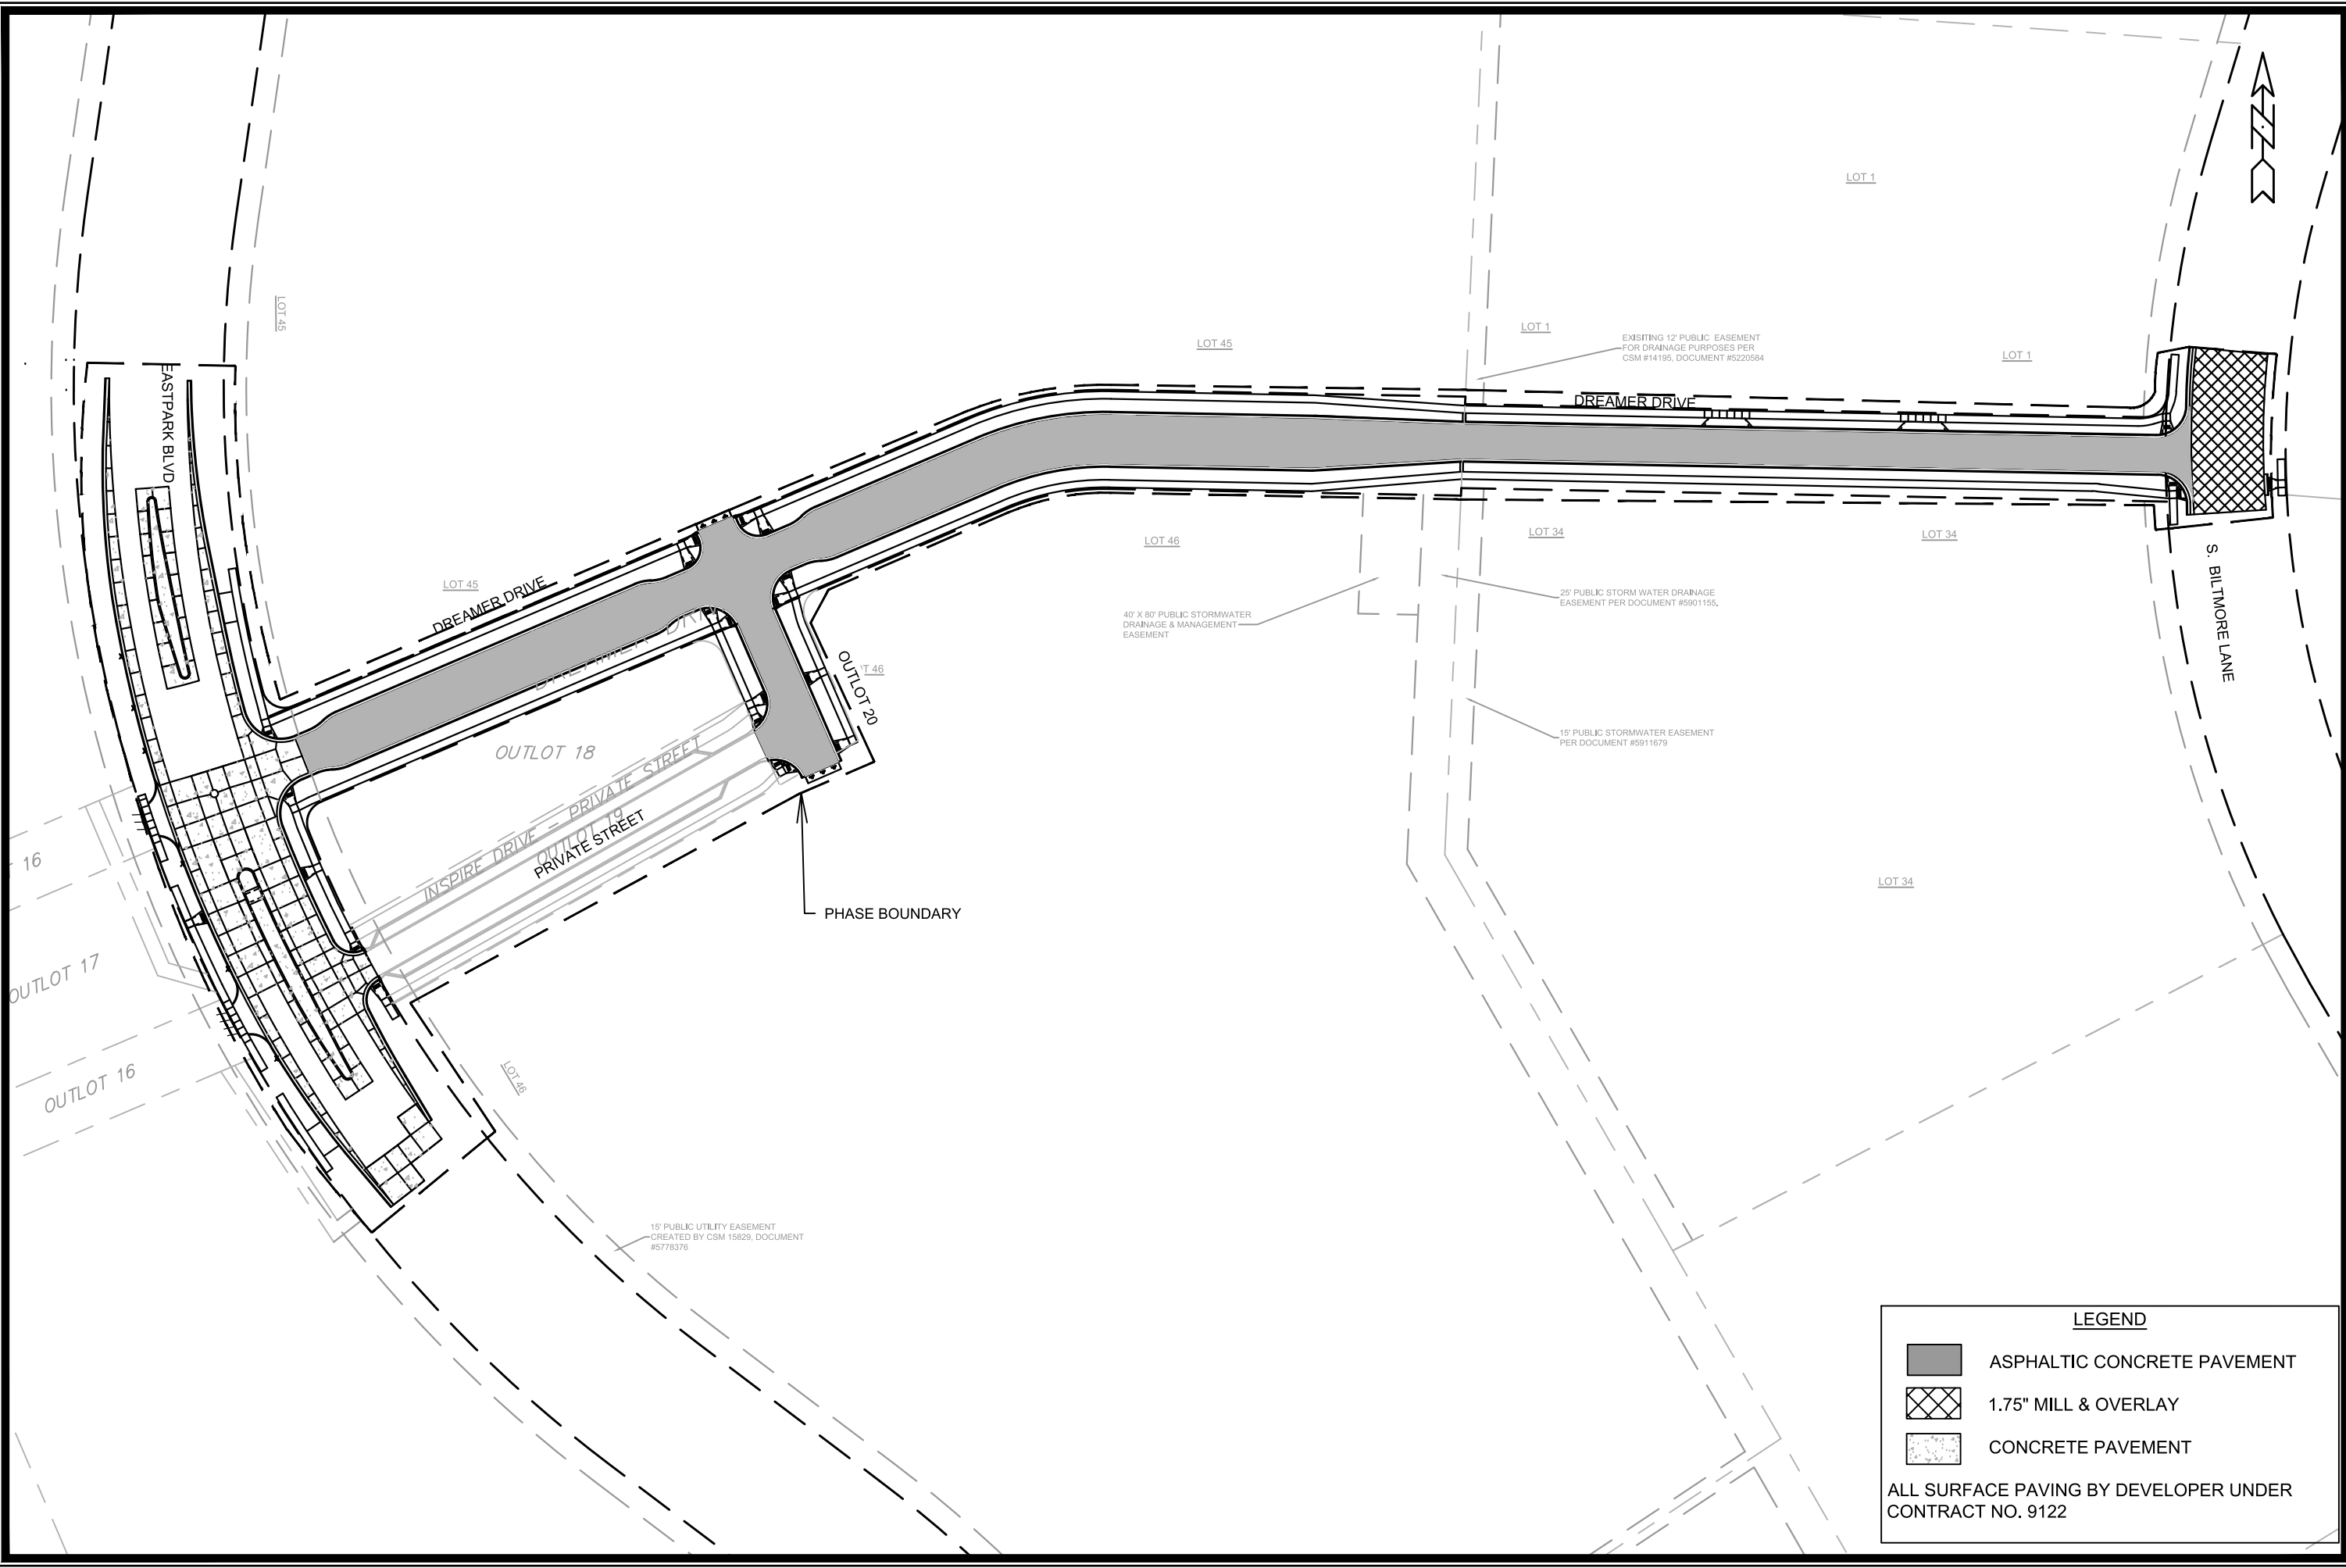 LOT 1
LOT 45
LOT 45
LOT 1
EXISITING 12' PUBLIC EASEMENT
FOR DRAINAGE PURPOSES PER
CSM #14195, DOCUMENT #5220584
LOT 1
EASTPARK BLVD
DREAMER DRIVE
LOT 46
LOT 34
LOT 34
S. BILTMORE LANE
LOT 45
DREAMER DRIVE
40' X 80' PUBLIC STORMWATER
DRAINAGE & MANAGEMENT
EASEMENT
25' PUBLIC STORM WATER DRAINAGE
EASEMENT PER DOCUMENT #5901155,
DREAMER DRI
OUTLOT 20
T 46
OUTLOT 18
15' PUBLIC STORMWATER EASEMENT
PER DOCUMENT #5911679
INSPIRE DRIVE - PRIVATE STREET
OUTLOT 19
PRIVATE STREET
16
LOT 34
PHASE BOUNDARY
OUTLOT 17
OUTLOT 16
LOT 46
15' PUBLIC UTILITY EASEMENT
CREATED BY CSM 15829, DOCUMENT
#5778376
LEGEND
ASPHALTIC CONCRETE PAVEMENT
1.75" MILL & OVERLAY
CONCRETE PAVEMENT
ALL SURFACE PAVING BY DEVELOPER UNDER
CONTRACT NO. 9122